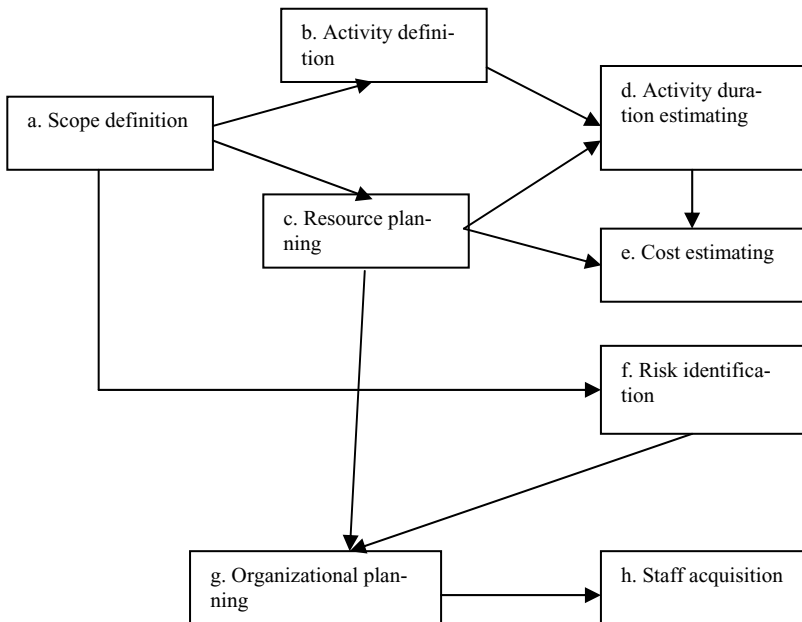 b. Activity defini-
tion
a. Scope definition
d. Activity dura-
tion estimating
c. Resource plan-
ning
e. Cost estimating
f. Risk identifica-
tion
g. Organizational plan-
ning
h. Staff acquisition